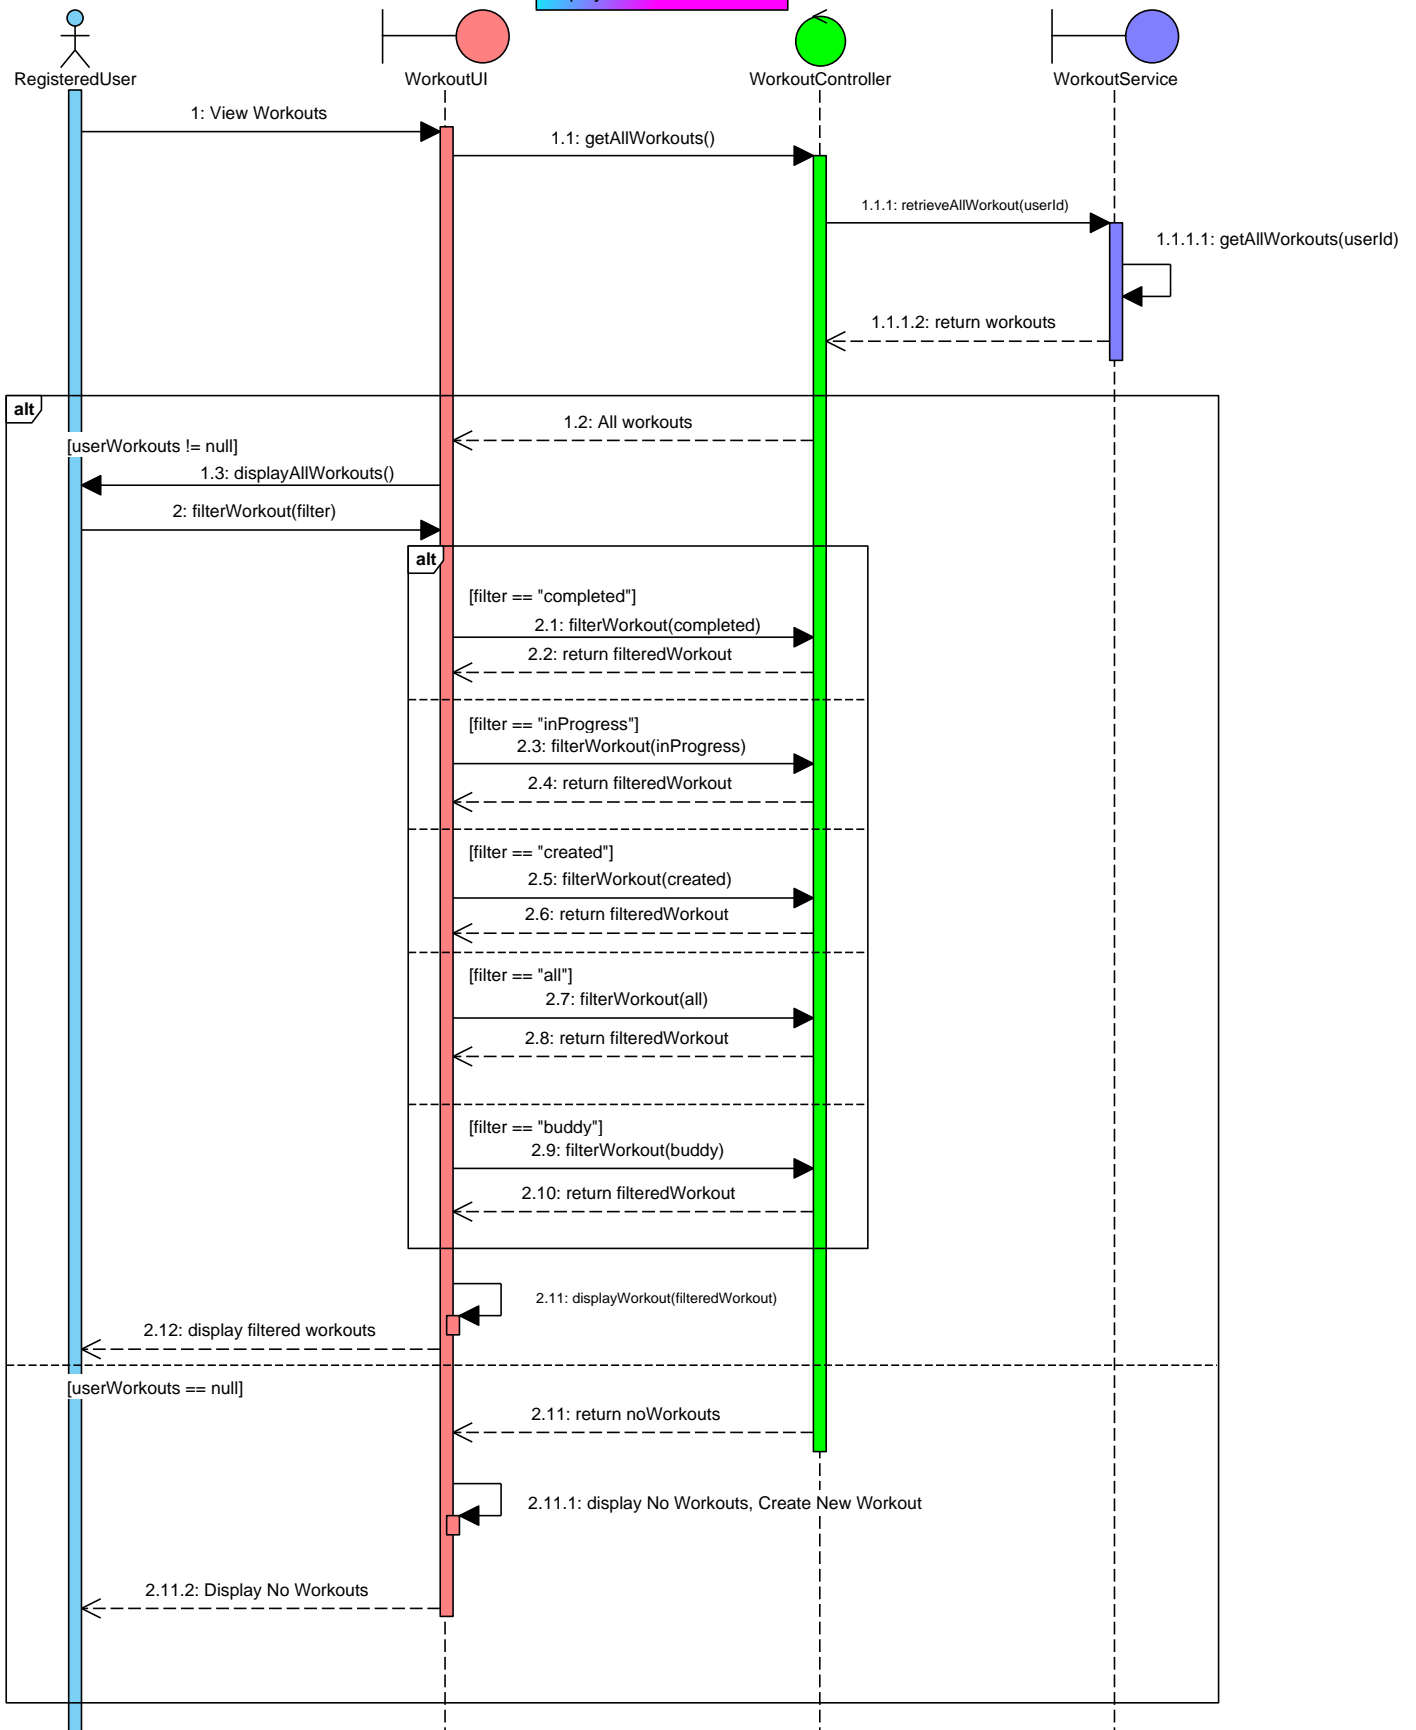 RegisteredUser
WorkoutUI
WorkoutController
WorkoutService
1: View Workouts
1.1: getAllWorkouts()
1.1.1: retrieveAllWorkout(userId)
1.1.1.1: getAllWorkouts(userId)
1.1.1.2: return workouts
alt
1.2: All workouts
[userWorkouts != null]
1.3: displayAllWorkouts()
2: filterWorkout(filter)
alt
[filter == "completed"]
2.1: filterWorkout(completed)
2.2: return filteredWorkout
[filter == "inProgress"]
2.3: filterWorkout(inProgress)
2.4: return filteredWorkout
[filter == "created"]
2.5: filterWorkout(created)
2.6: return filteredWorkout
[filter == "all"]
2.7: filterWorkout(all)
2.8: return filteredWorkout
[filter == "buddy"]
2.9: filterWorkout(buddy)
2.10: return filteredWorkout
2.11: displayWorkout(filteredWorkout)
2.12: display filtered workouts
[userWorkouts == null]
2.11: return noWorkouts
2.11.1: display No Workouts, Create New Workout
2.11.2: Display No Workouts